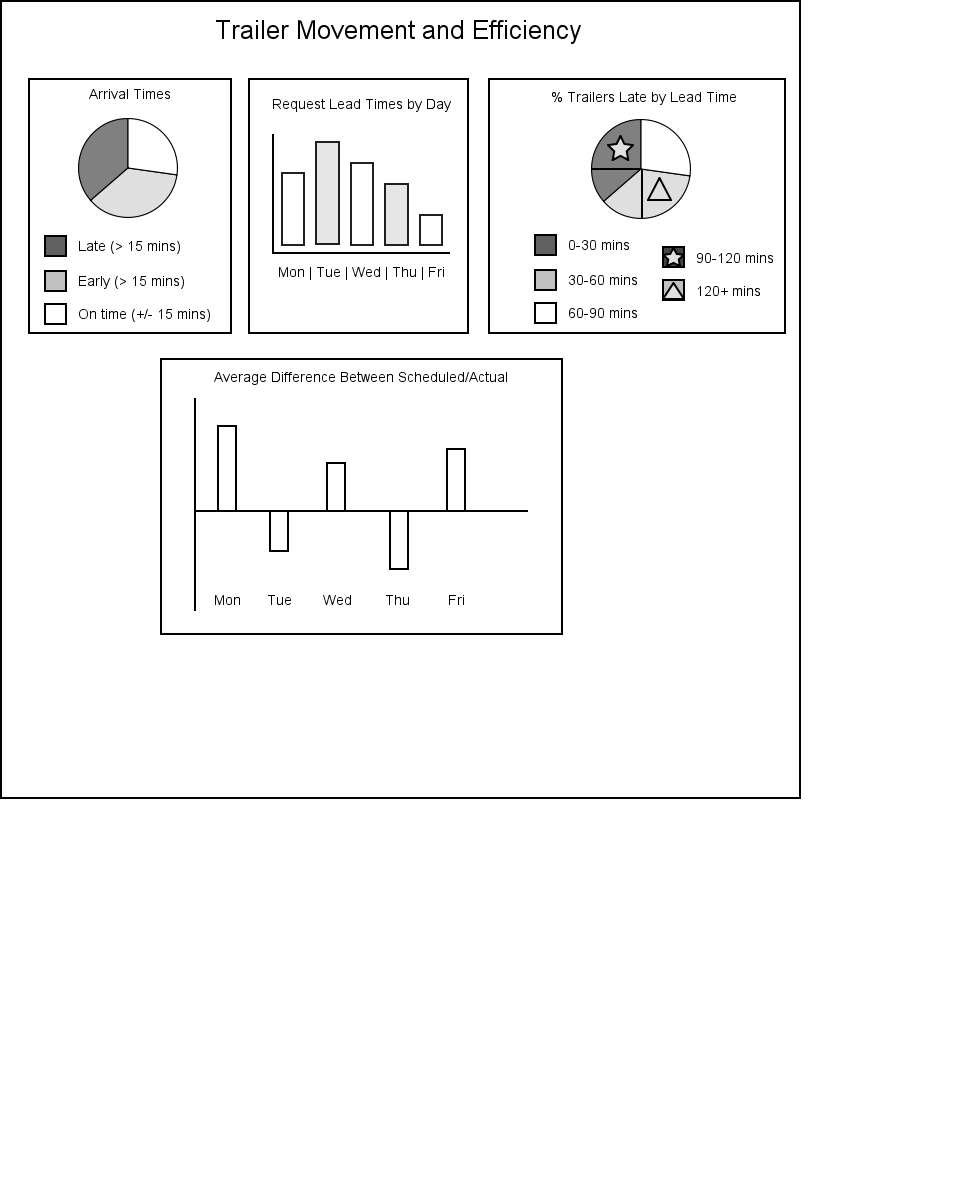 Trailer Movement and Efficiency
Arrival Times
Late (> 15 mins)
Early (> 15 mins)
On time (+/- 15 mins)
Request Lead Times by Day
Mon | Tue | Wed | Thu | Fri
% Trailers Late by Lead Time
0-30 mins
30-60 mins
60-90 mins
90-120 mins
120+ mins
Average Difference Between Scheduled/Actual
Mon Tue Wed Thu Fri